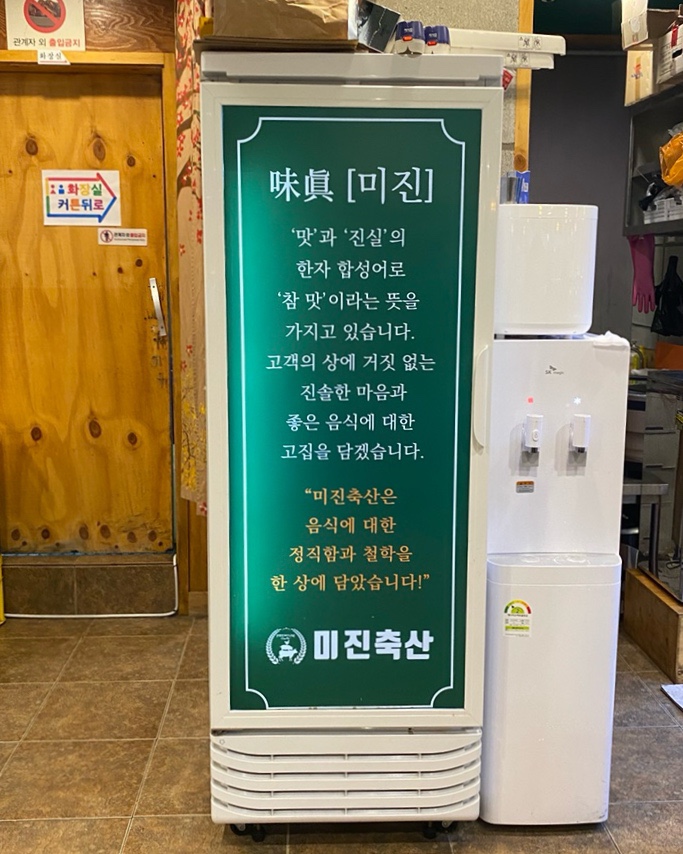 관계자 외 출입금지
화장실
화장실
커튼뒤로
味眞 [미진]
‘맛’과 ‘진실’의
한자 합성어로
‘참 맛’이라는 뜻을
가지고 있습니다.
고객의 상에 거짓 없는
진솔한 마음과
좋은 음식에 대한
고집을 담겠습니다.
“미진축산은
음식에 대한
정직함과 철학을
한 상에 담았습니다!”
미진축산
SK